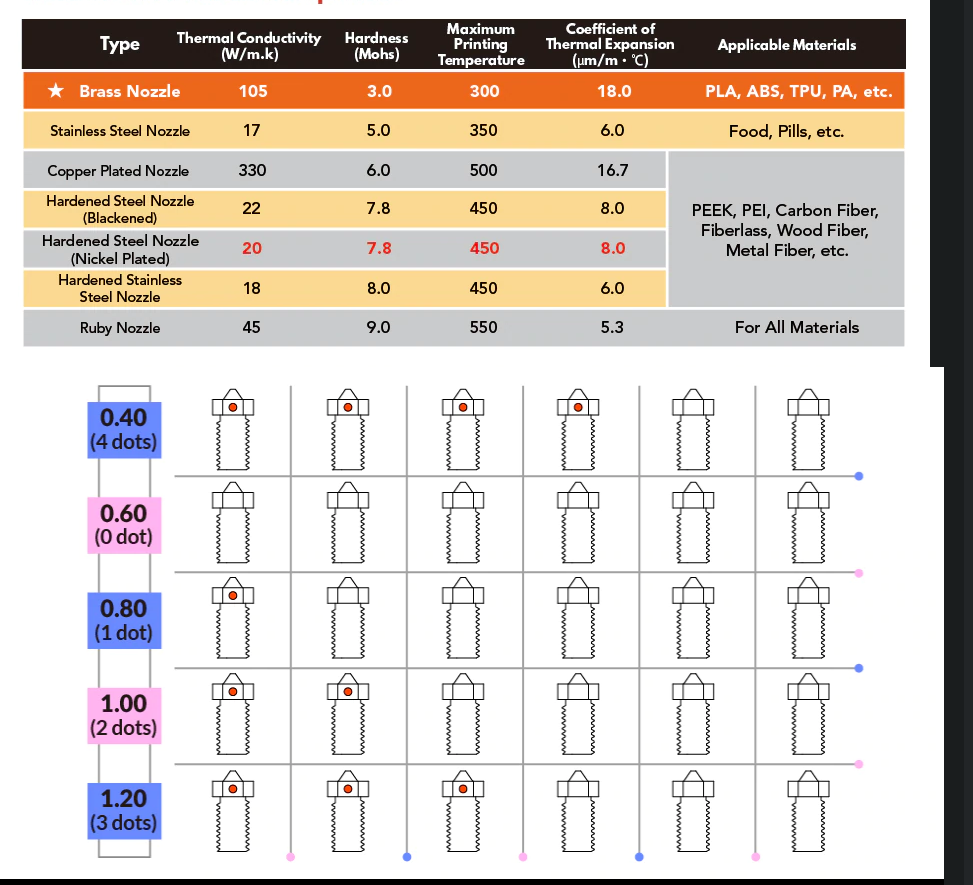 Type
Thermal Conductivity
(W/m.k)
Hardness
(Mohs)
Maximum
Printing
Temperature
Coefficient of
Thermal Expansion
(μm/m · ℃)
Applicable Materials
★ Brass Nozzle 105 3.0 300 18.0 PLA, ABS, TPU, PA, etc.
Stainless Steel Nozzle 17 5.0 350 6.0 Food, Pills, etc.
Copper Plated Nozzle 330 6.0 500 16.7
Hardened Steel Nozzle
(Blackened) 22 7.8 450 8.0
Hardened Steel Nozzle
(Nickel Plated) 20 7.8 450 8.0
Hardened Stainless
Steel Nozzle 18 8.0 450 6.0
PEEK, PEI, Carbon Fiber,
Fiberlass, Wood Fiber,
Metal Fiber, etc.
Ruby Nozzle 45 9.0 550 5.3 For All Materials
0.40
(4 dots)
0.60
(0 dot)
0.80
(1 dot)
1.00
(2 dots)
1.20
(3 dots)